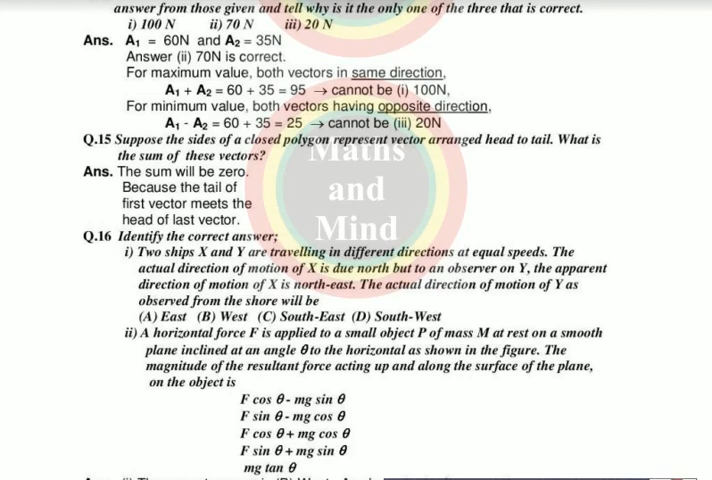 answer from those given and tell why is it the only one of the three that is correct.
i) 100 N ii) 70 N iii) 20 N
Ans. A₁ = 60N and A₂ = 35N
Answer (ii) 70N is correct.
For maximum value, both vectors in same direction,
A₁ + A₂ = 60 + 35 = 95 → cannot be (i) 100N,
For minimum value, both vectors having opposite direction,
A₁ - A₂ = 60 + 35 = 25 → cannot be (iii) 20N
Q.15 Suppose the sides of a closed polygon represent vector arranged head to tail. What is
the sum of these vectors?
Maths
Ans. The sum will be zero.
Because the tail of
and
first vector meets the
head of last vector.
Mind
Q.16 Identify the correct answer;
i) Two ships X and Y are travelling in different directions at equal speeds. The
actual direction of motion of X is due north but to an observer on Y, the apparent
direction of motion of X is north-east. The actual direction of motion of Y as
observed from the shore will be
(A) East (B) West (C) South-East (D) South-West
ii) A horizontal force F is applied to a small object P of mass M at rest on a smooth
plane inclined at an angle θ to the horizontal as shown in the figure. The
magnitude of the resultant force acting up and along the surface of the plane,
on the object is
F cos θ - mg sin θ
F sin θ - mg cos θ
F cos θ + mg cos θ
F sin θ + mg sin θ
mg tan θ